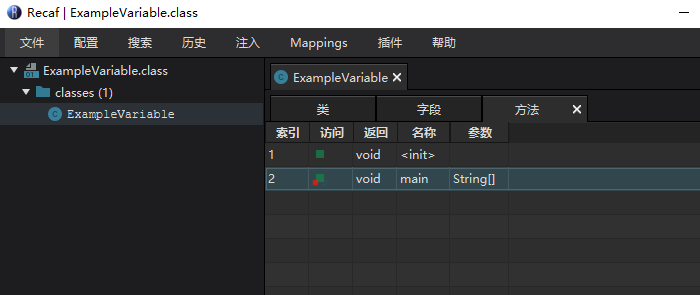 Recaf | ExampleVariable.class
文件 配置 搜索 历史 注入 Mappings 插件 帮助
ExampleVariable.class
classes (1)
ExampleVariable
ExampleVariable
类 字段 方法
索引 访问 返回 名称 参数
1 void <init>
2 void main String[]